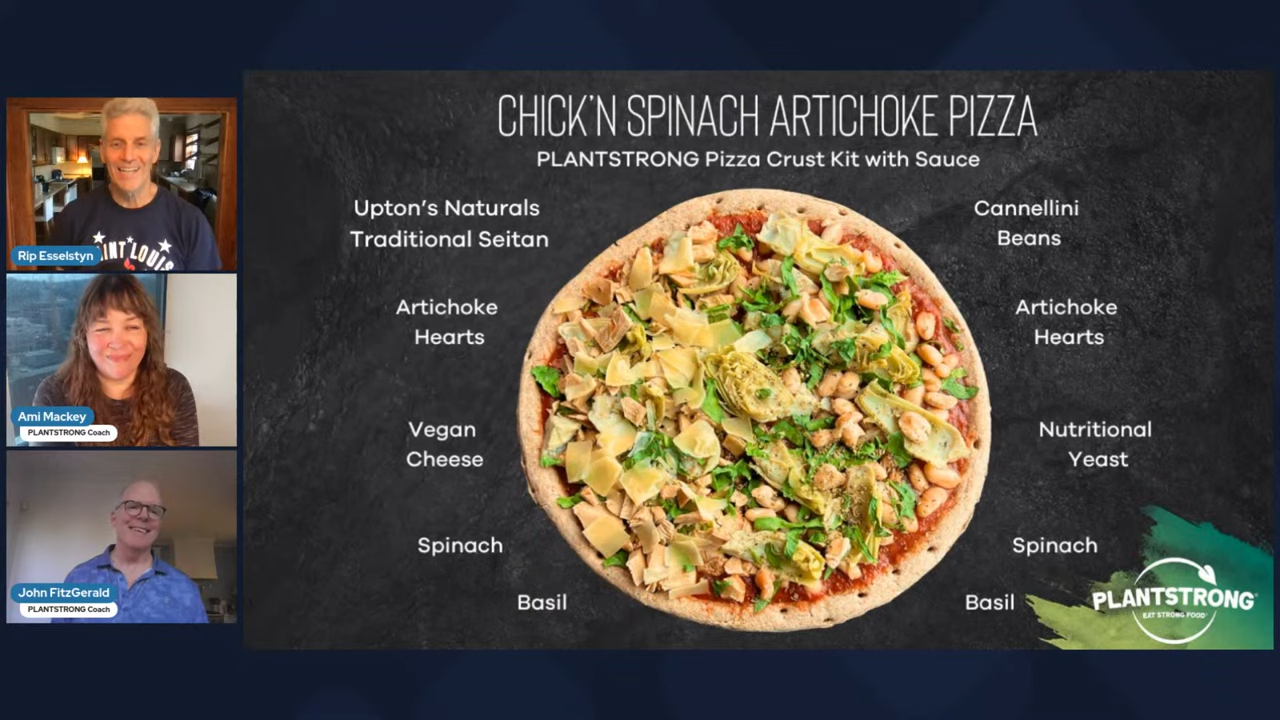 CHICK'N SPINACH ARTICHOKE PIZZA
PLANTSTRONG Pizza Crust Kit with Sauce
Upton's Naturals
Traditional Seitan
Artichoke
Hearts
Vegan
Cheese
Spinach
Basil
Cannellini
Beans
Artichoke
Hearts
Nutritional
Yeast
Spinach
Basil
PLANTSTRONG
EAT STRONG FOOD
Rip Esselstyn
Ami Mackey
PLANTSTRONG Coach
John FitzGerald
PLANTSTRONG Coach